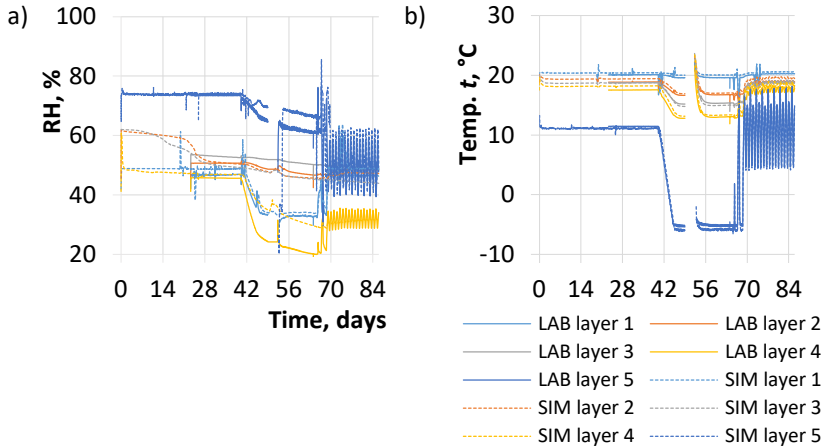 a)
100
80
60
40
20
RH, %
0 14 28 42 56 70 84
Time, days
b)
30
20
10
0
-10
Temp. t, °C
0 14 28 42 56 70 84
LAB layer 1 LAB layer 2
LAB layer 3 LAB layer 4
LAB layer 5 SIM layer 1
SIM layer 2 SIM layer 3
SIM layer 4 SIM layer 5